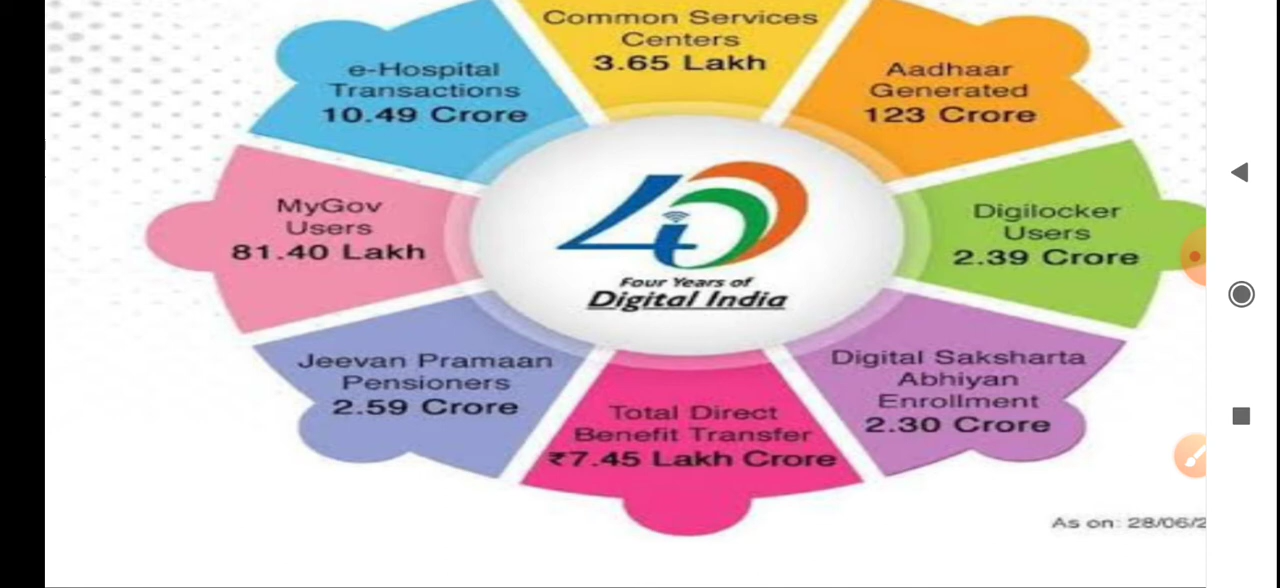 Common Services
Centers
3.65 Lakh
Aadhaar
Generated
123 Crore
Digilocker
Users
2.39 Crore
Digital Saksharta
Abhiyan
Enrollment
2.30 Crore
Total Direct
Benefit Transfer
₹7.45 Lakh Crore
Jeevan Pramaan
Pensioners
2.59 Crore
MyGov
Users
81.40 Lakh
e-Hospital
Transactions
10.49 Crore
Four Years of
Digital India
As on: 28/06/2